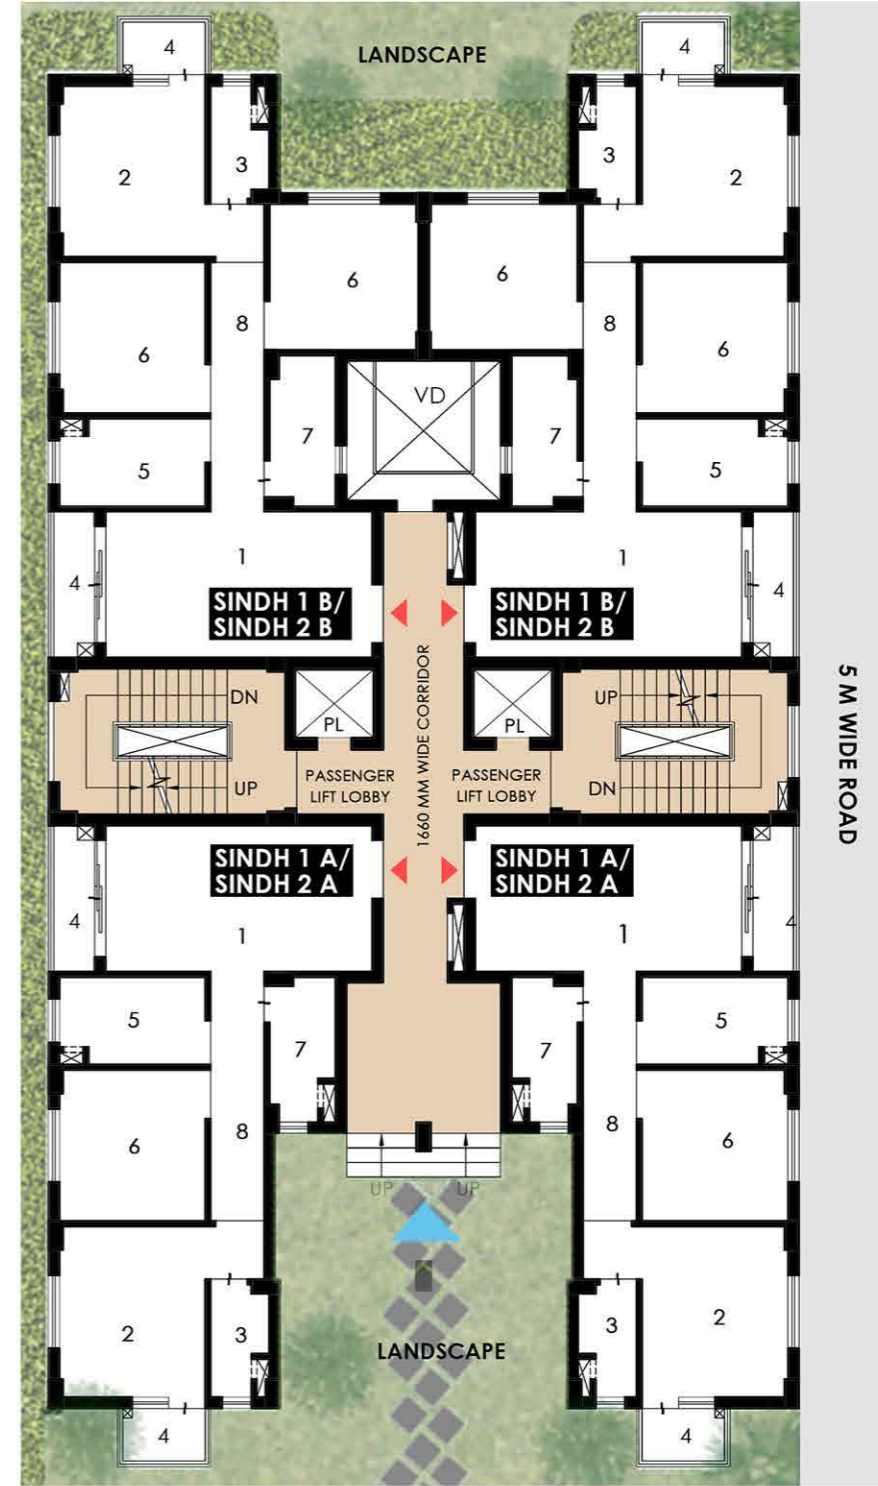 4
LANDSCAPE
4
2
3
3
2
6
6
8
8
6
6
VD
7
7
5
5
1
1
4
4
SINDH 1 B/
SINDH 2 B
SINDH 1 B/
SINDH 2 B
DN
UP
PL
PL
1660 MM WIDE CORRIDOR
5 M WIDE ROAD
UP
DN
PASSENGER
LIFT LOBBY
PASSENGER
LIFT LOBBY
SINDH 1 A/
SINDH 2 A
SINDH 1 A/
SINDH 2 A
4
4
1
1
5
5
7
7
8
8
6
6
UP
UP
2
3
3
2
LANDSCAPE
4
4